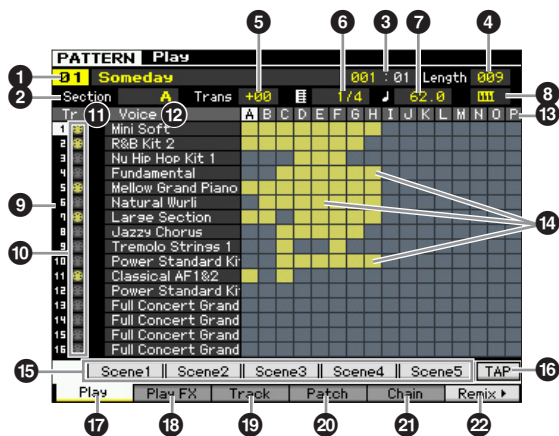 5 6 3 7 4
PATTERN Play
1 01 Someday 001 : 01 Length 009
2 Section A Trans +00 1/4 ♩ 62.0 8
Tr 11 Voice 12 A B C D E F G H I J K L M N O P 13
1 Mini Soft
2 R&B Kit 2
3 Nu Hip Hop Kit 1
4 Fundamental
5 Mellow Grand Piano
9 6 Natural Wurli
7 Large Section 14
8 Jazzy Chorus
10 9 Tremolo Strings 1
10 Power Standard Ki
11 Classical AF1&2
12 Power Standard Ki
13 Full Concert Grand
14 Full Concert Grand
15 Full Concert Grand
16 Full Concert Grand
15 Scene1 Scene2 Scene3 Scene4 Scene5 TAP 16
Play Play FX Track Patch Chain Remix
17 18 19 20 21 22